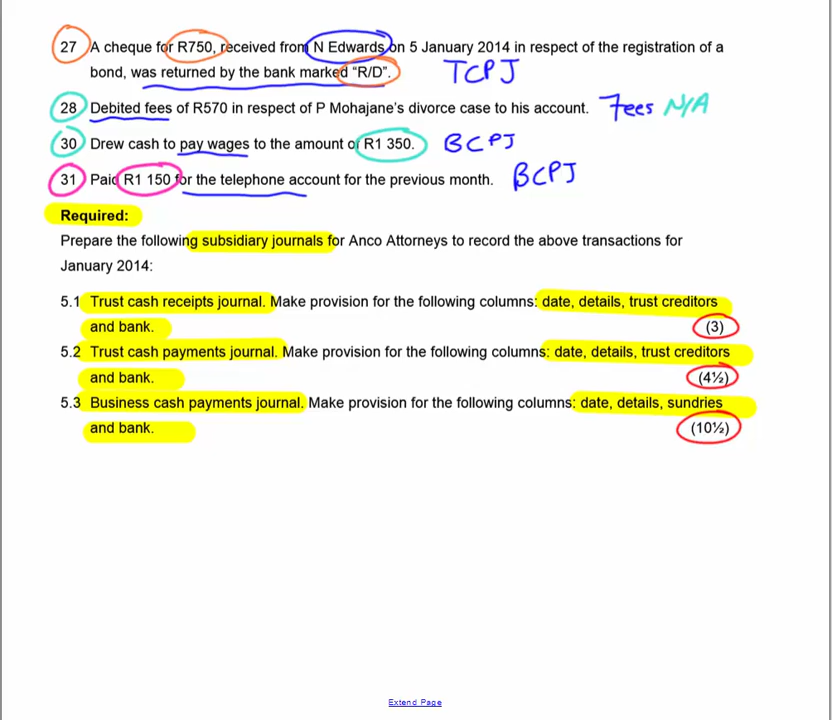 27 A cheque for R750, received from N Edwards on 5 January 2014 in respect of the registration of a
bond, was returned by the bank marked "R/D". TCPJ
28 Debited fees of R570 in respect of P Mohajane's divorce case to his account. Fees N/A
30 Drew cash to pay wages to the amount of R1 350. BCPJ
31 Paid R1 150 for the telephone account for the previous month. BCPJ
Required:
Prepare the following subsidiary journals for Anco Attorneys to record the above transactions for
January 2014:
5.1 Trust cash receipts journal. Make provision for the following columns: date, details, trust creditors
and bank. (3)
5.2 Trust cash payments journal. Make provision for the following columns: date, details, trust creditors
and bank. (4½)
5.3 Business cash payments journal. Make provision for the following columns: date, details, sundries
and bank. (10½)
Extend Page